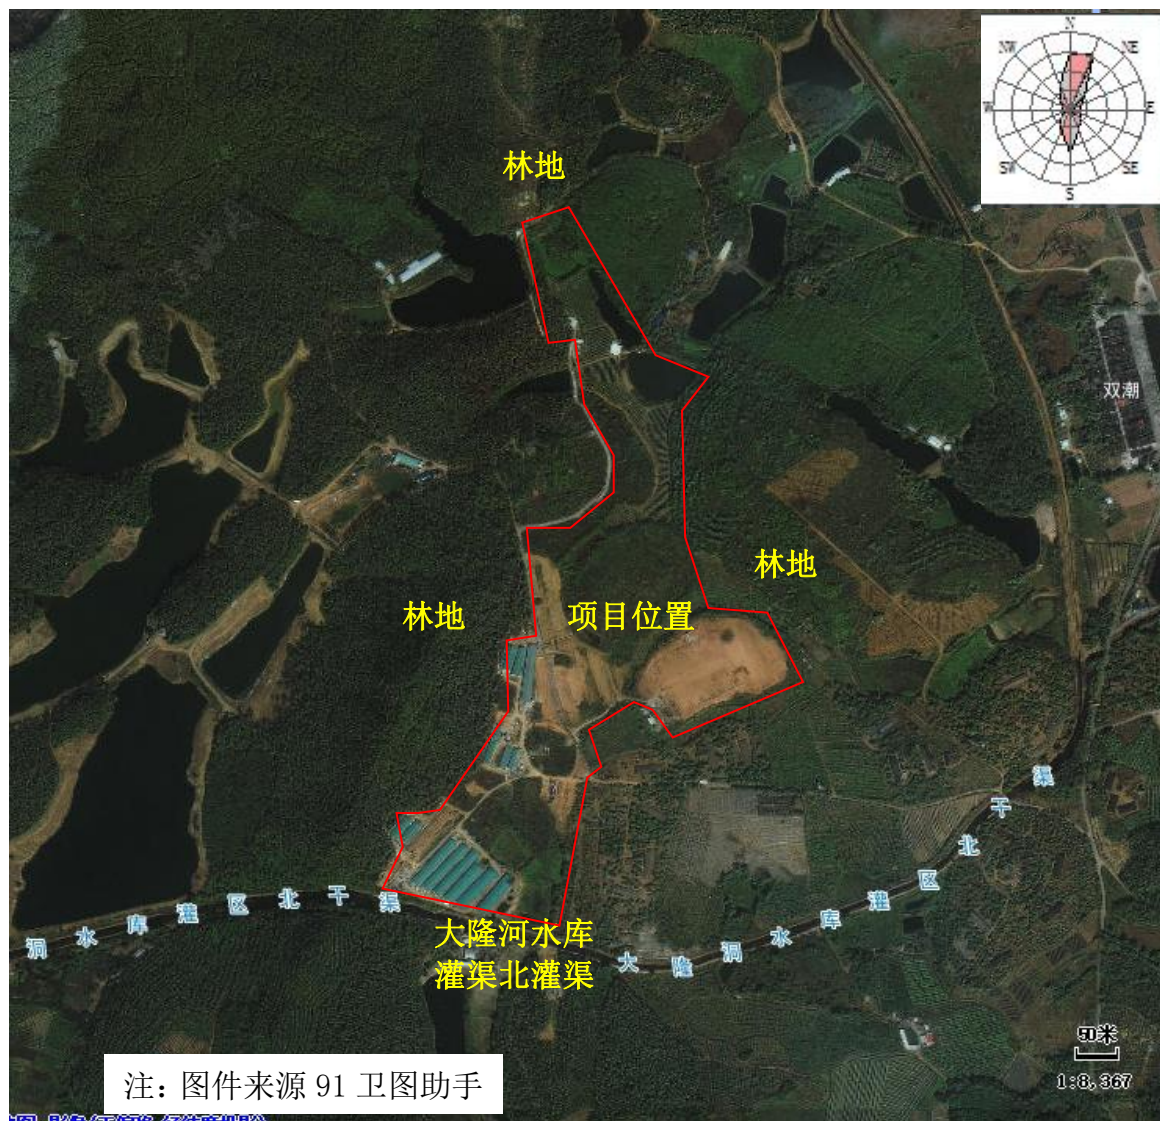 N
NW
NE
W
E
SW
SE
S
林地
双潮
林地
林地
项目位置
洞水库灌区北干渠
大隆洞水库灌区北干渠
大隆河水库
灌渠北灌渠
50米
1:8,367
注:图件来源 91 卫图助手